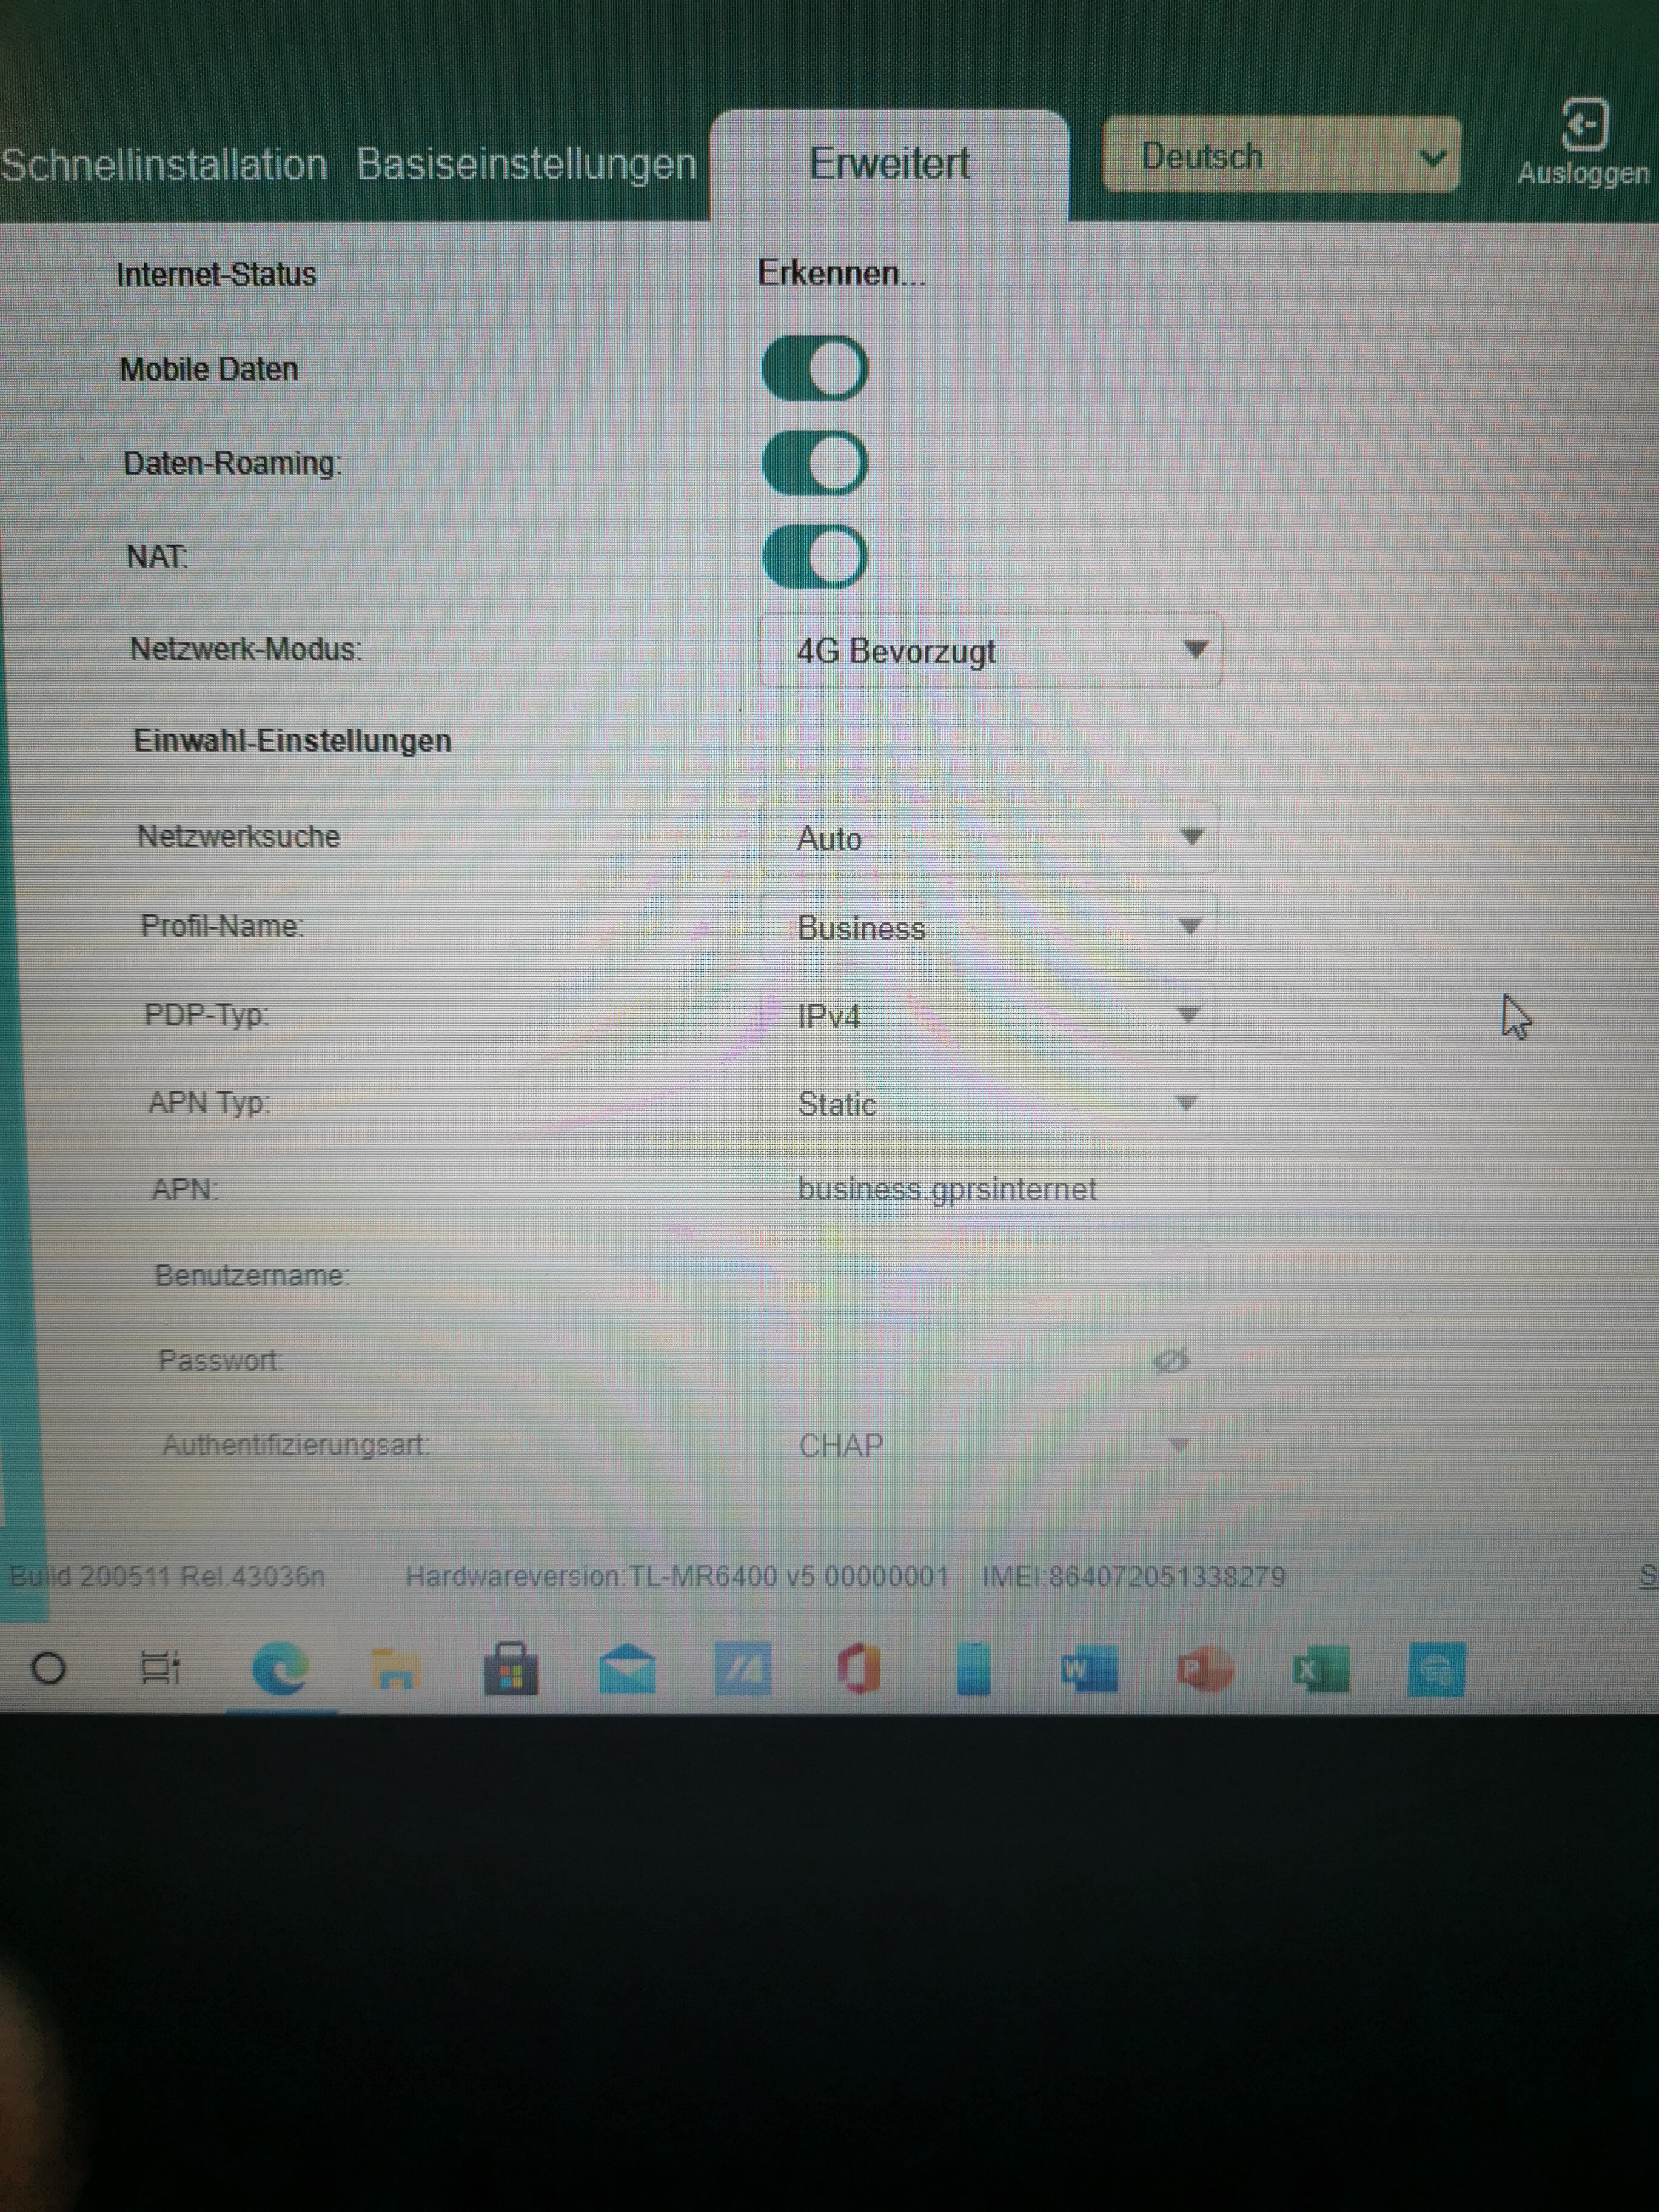 Schnellinstallation Basiseinstellungen Erweitert Deutsch Ausloggen
Internet-Status Erkennen...
Mobile Daten
Daten-Roaming:
NAT:
Netzwerk-Modus: 4G Bevorzugt
Einwahl-Einstellungen
Netzwerksuche Auto
Profil-Name: Business
PDP-Typ: IPv4
APN Typ: Static
APN: business.gprsinternet
Benutzername:
Passwort:
Authentifizierungsart: CHAP
Build 200511 Rel.43036n Hardwareversion:TL-MR6400 v5 00000001 IMEI:864072051338279 S
W P X